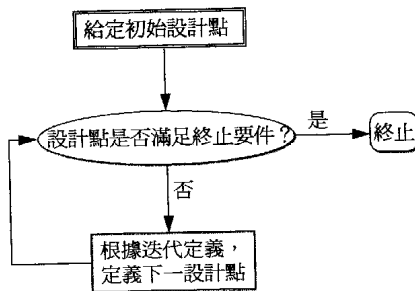 給定初始設計點
設計點是否滿足終止要件？
是
終止
否
根據迭代定義，
定義下一設計點